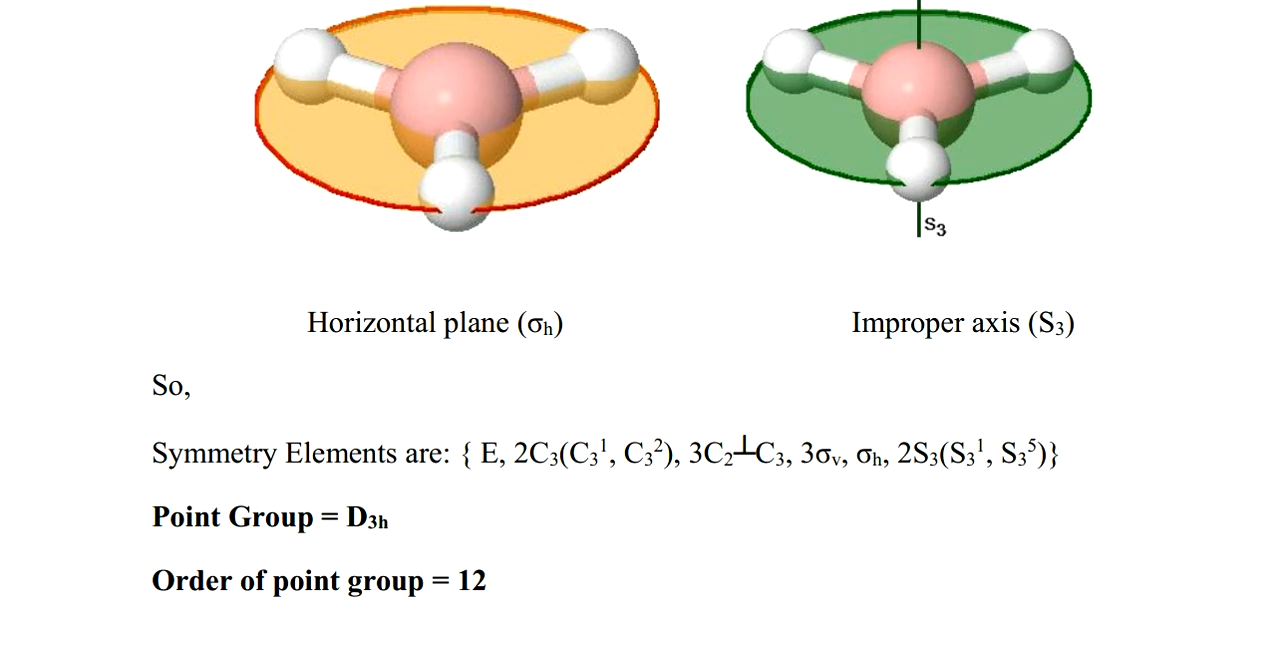 S₃
Horizontal plane (σₕ) Improper axis (S₃)
So,
Symmetry Elements are: { E, 2C₃(C₃¹, C₃²), 3C₂⊥C₃, 3σᵥ, σₕ, 2S₃(S₃¹, S₃⁵)}
Point Group = D₃ₕ
Order of point group = 12